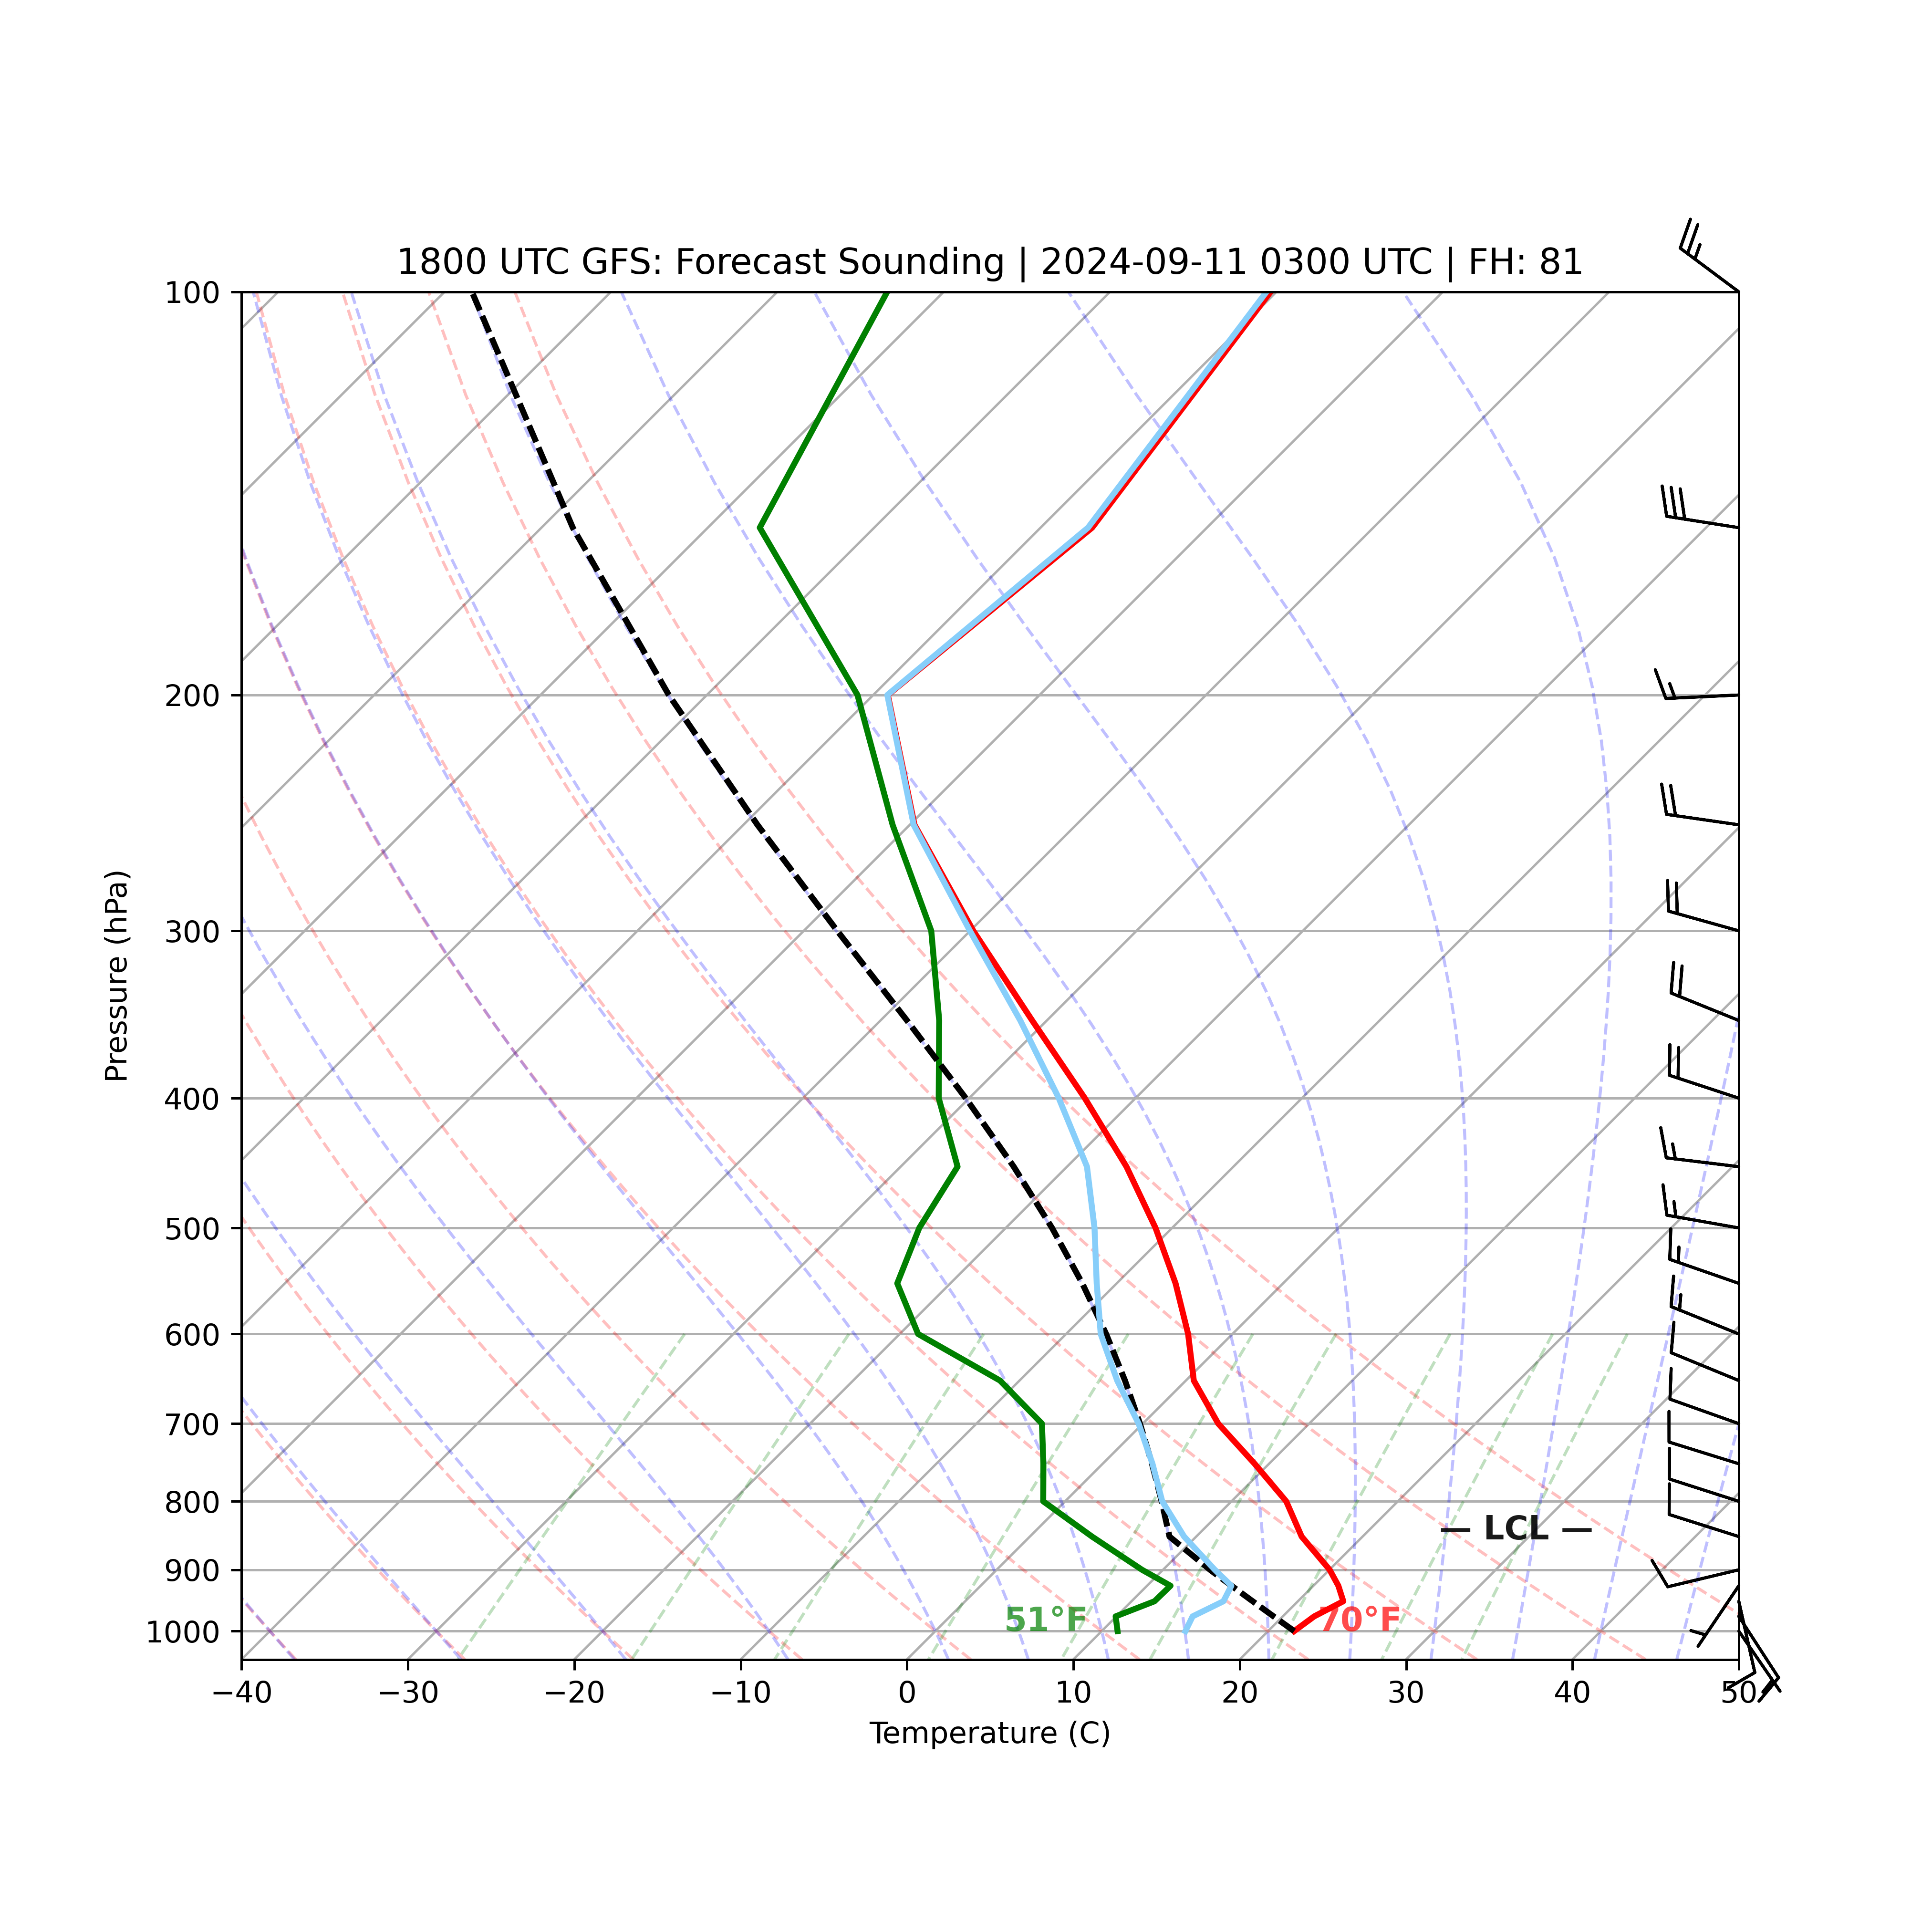 1800 UTC GFS: Forecast Sounding | 2024-09-11 0300 UTC | FH: 81
100
200
300
400
500
600
700
800
900
1000
Pressure (hPa)
— LCL —
51°F
70°F
−40 −30 −20 −10 0 10 20 30 40 50
Temperature (C)